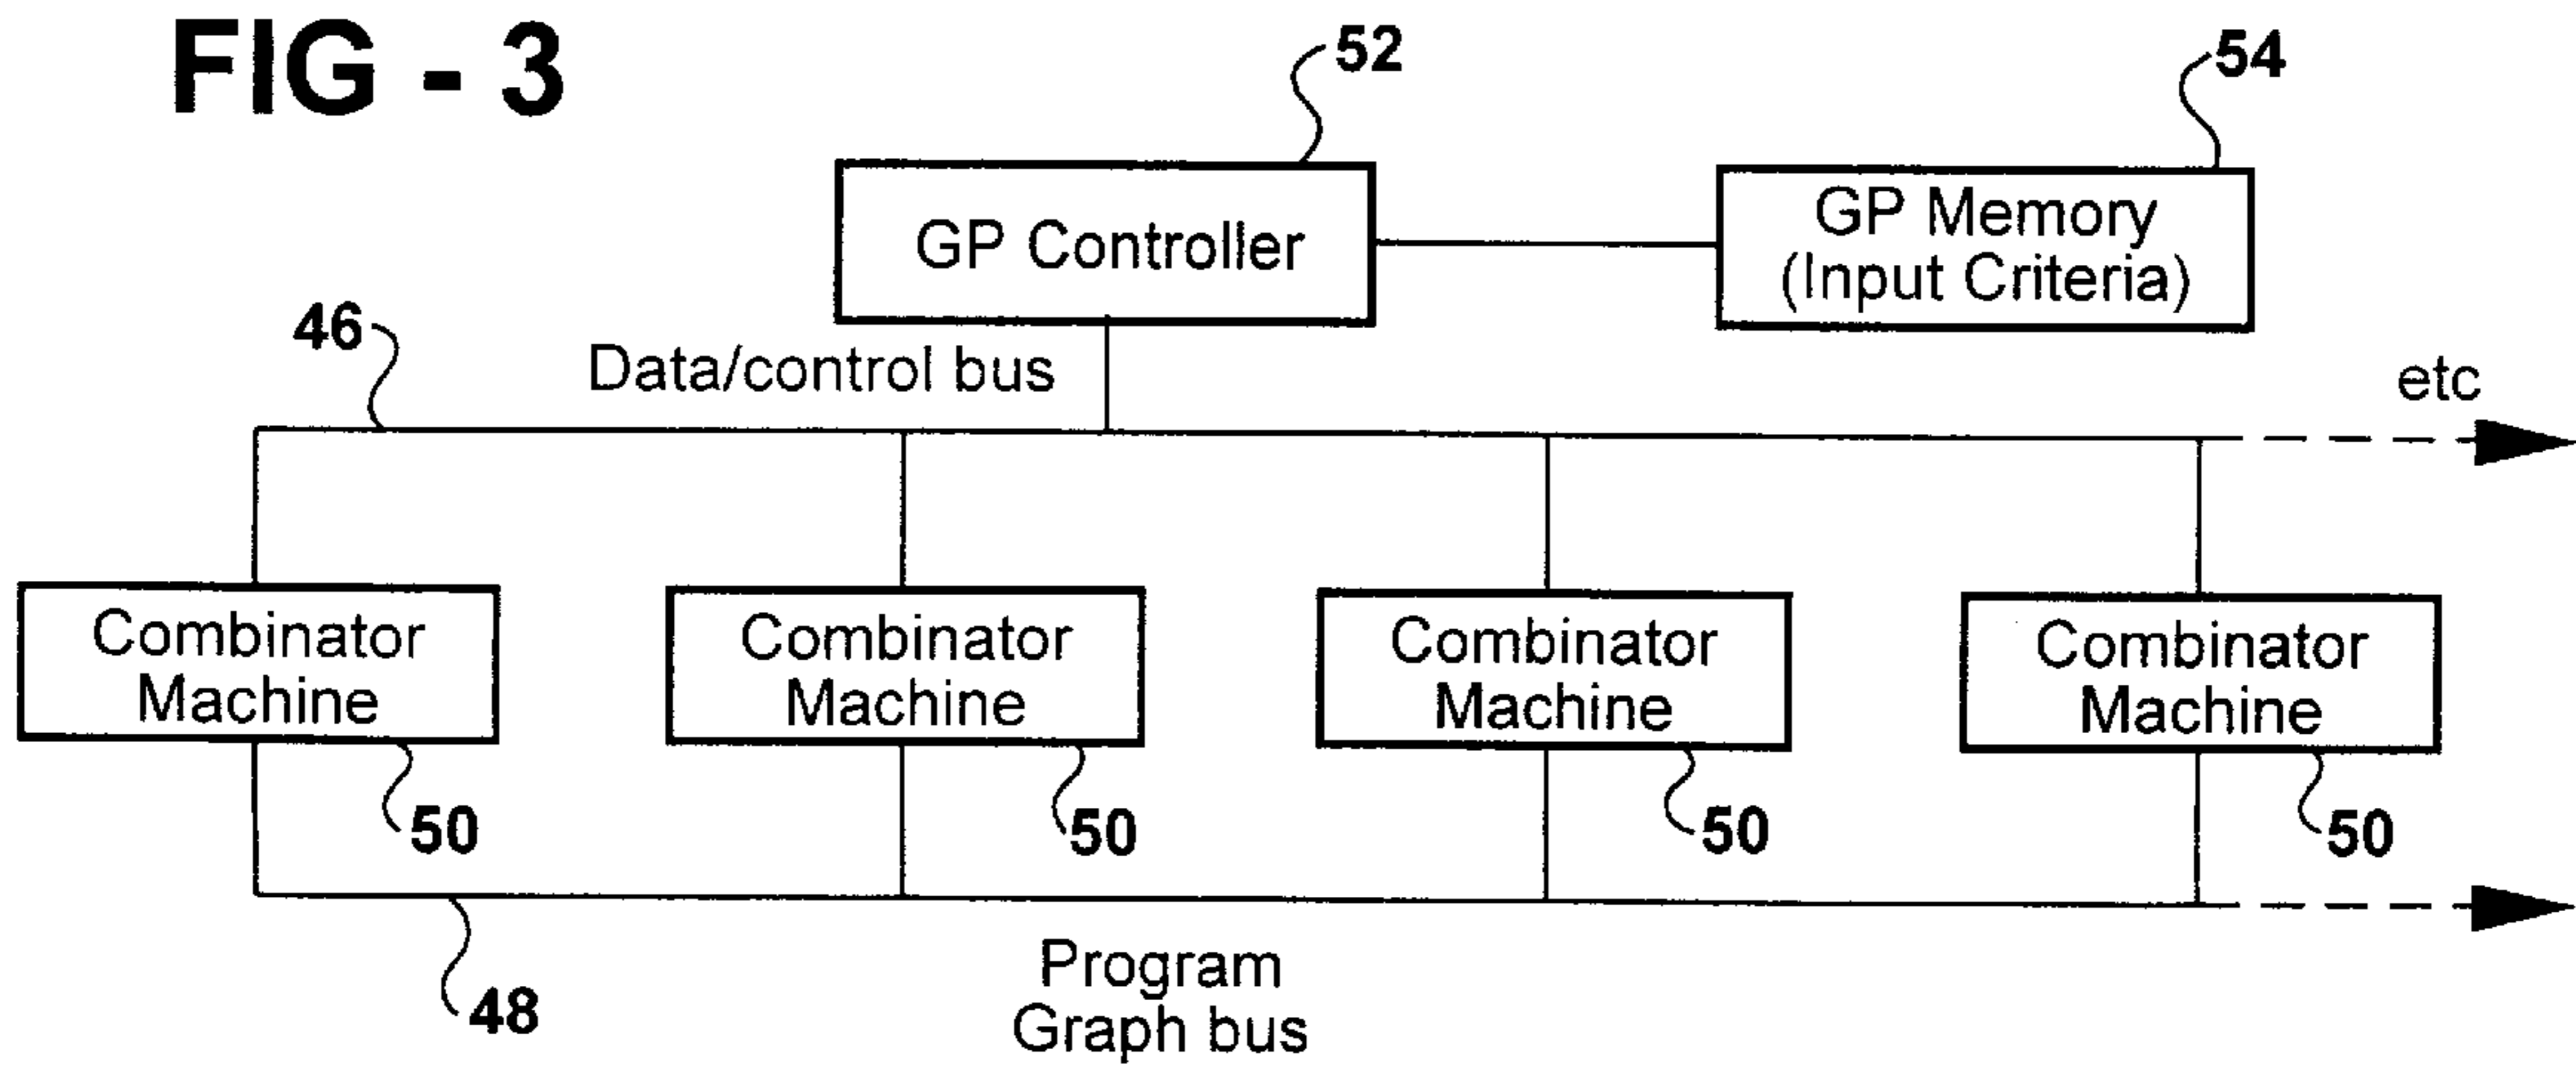 FIG - 3
52
54
GP Controller
GP Memory
(Input Criteria)
46
Data/control bus
etc
Combinator
Machine
Combinator
Machine
Combinator
Machine
Combinator
Machine
50
50
50
50
48
Program
Graph bus